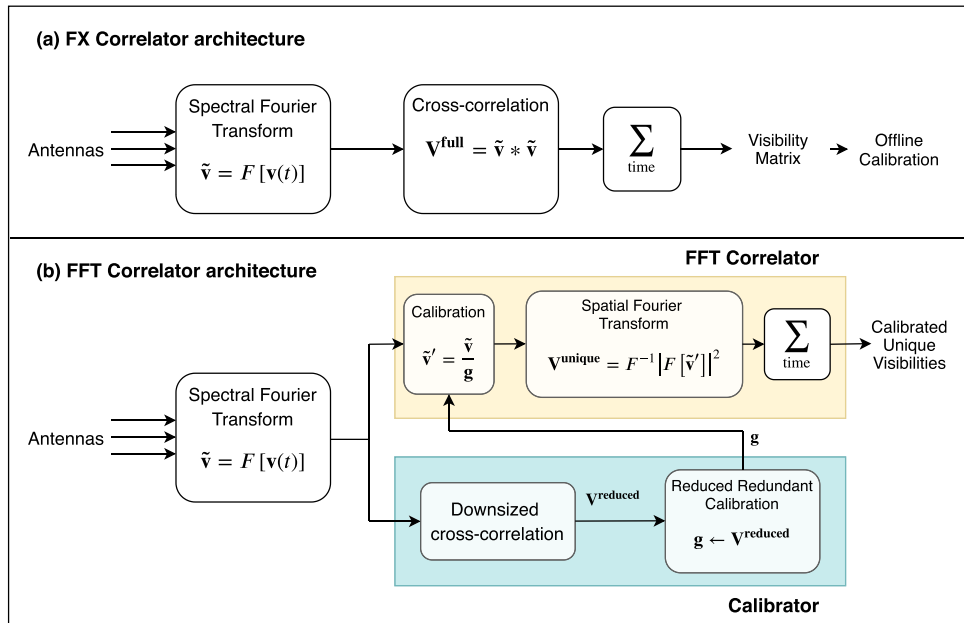 (a) FX Correlator architecture
Antennas
Spectral Fourier
Transform
ṽ = F [v(t)]
Cross-correlation
V^full = ṽ * ṽ
∑
time
Visibility
Matrix
Offline
Calibration
(b) FFT Correlator architecture
FFT Correlator
Antennas
Spectral Fourier
Transform
ṽ = F [v(t)]
Calibration
ṽ′ = ṽ/g
Spatial Fourier
Transform
V^unique = F⁻¹|F [ṽ′]|²
∑
time
Calibrated
Unique
Visibilities
g
Downsized
cross-correlation
V^reduced
Reduced Redundant
Calibration
g ← V^reduced
Calibrator